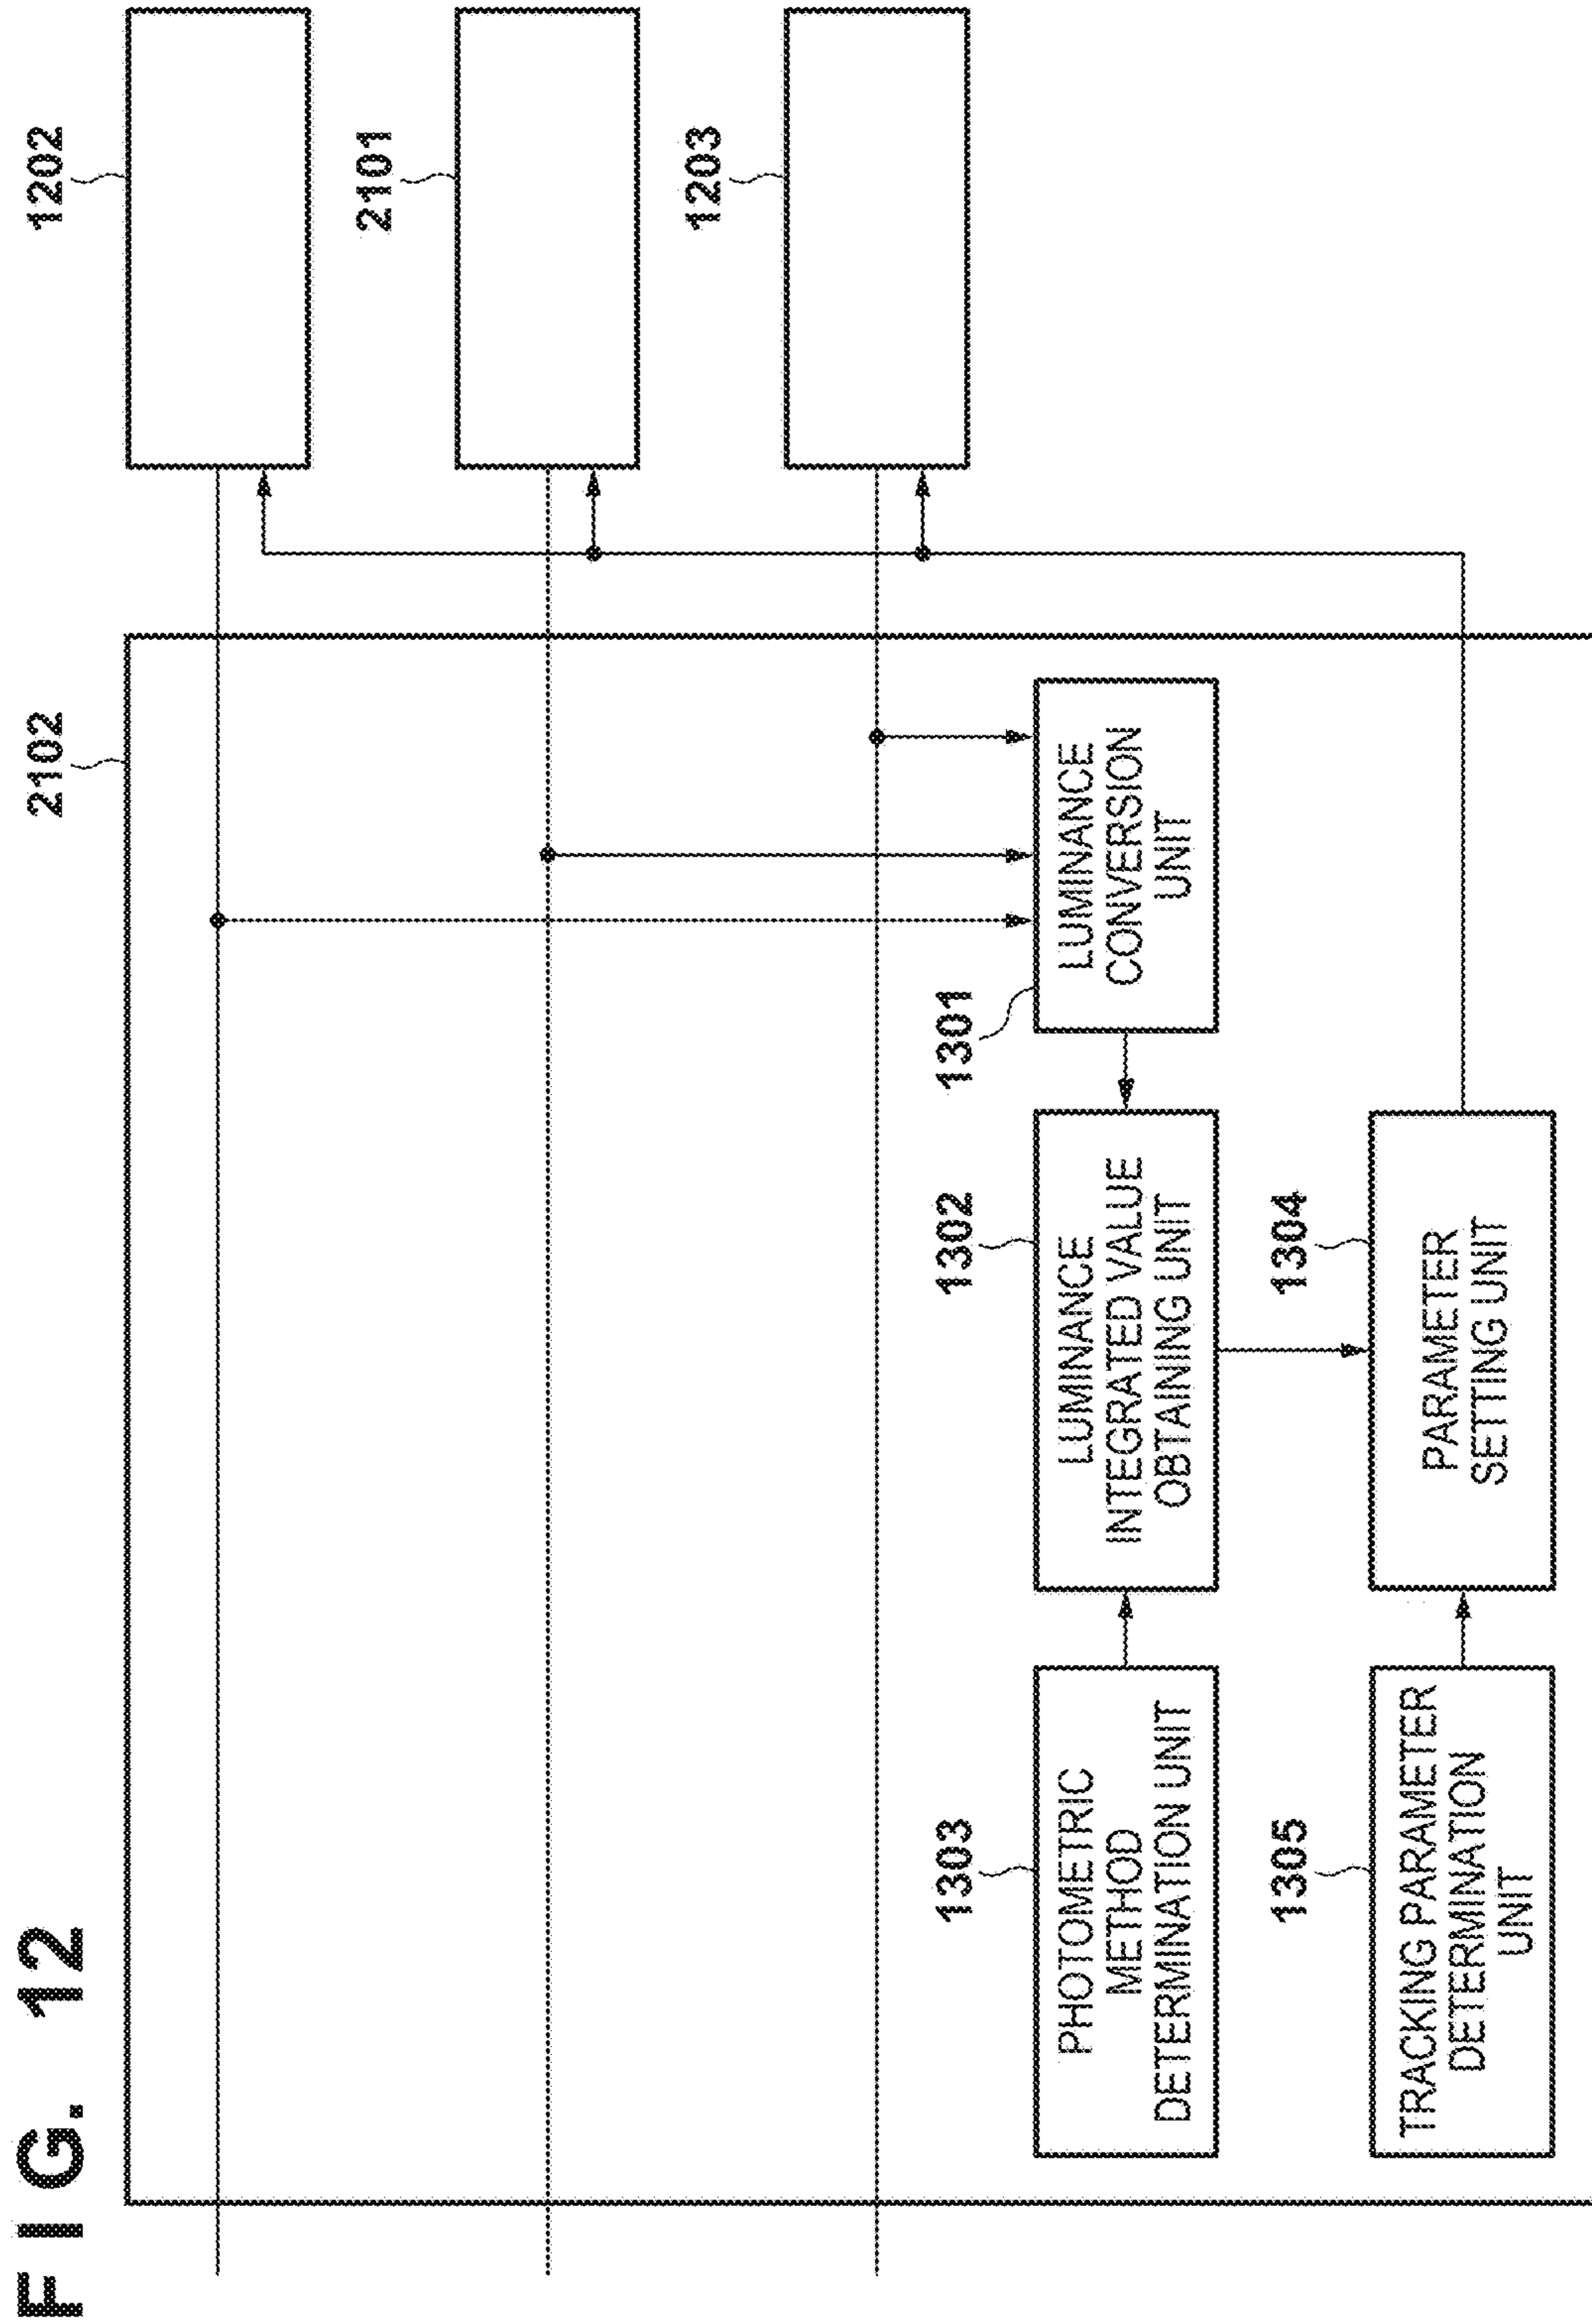 FIG. 12
2102
1202
2101
1203
1303
PHOTOMETRIC
METHOD
DETERMINATION UNIT
1302
LUMINANCE
INTEGRATED VALUE
OBTAINING UNIT
1301
LUMINANCE
CONVERSION
UNIT
1305
TRACKING PARAMETER
DETERMINATION
UNIT
1304
PARAMETER
SETTING UNIT